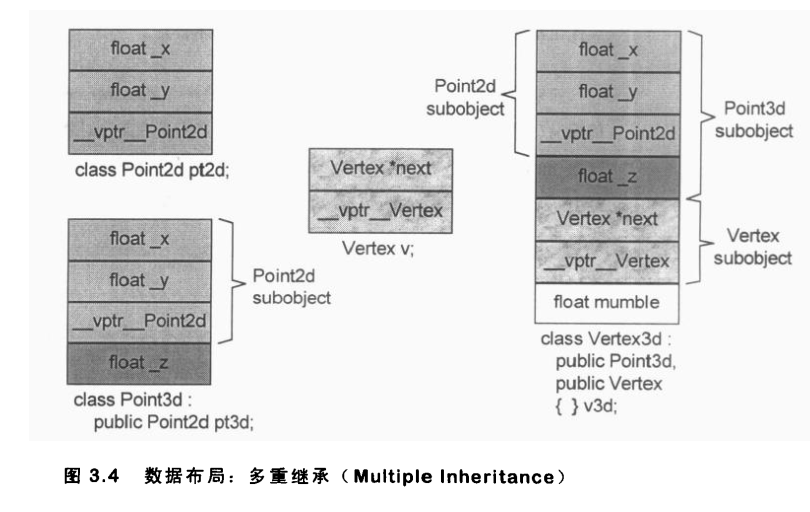 float _x
float _y
__vptr__Point2d
class Point2d pt2d;
float _x
float _y
__vptr__Point2d
float _z
Point2d
subobject
class Point3d :
public Point2d pt3d;
Vertex *next
__vptr__Vertex
Vertex v;
Point2d
subobject
float _x
float _y
__vptr__Point2d
float _z
Vertex *next
__vptr__Vertex
float mumble
Point3d
subobject
Vertex
subobject
class Vertex3d :
public Point3d,
public Vertex
{ } v3d;
图 3.4 数据布局：多重继承（Multiple Inheritance）